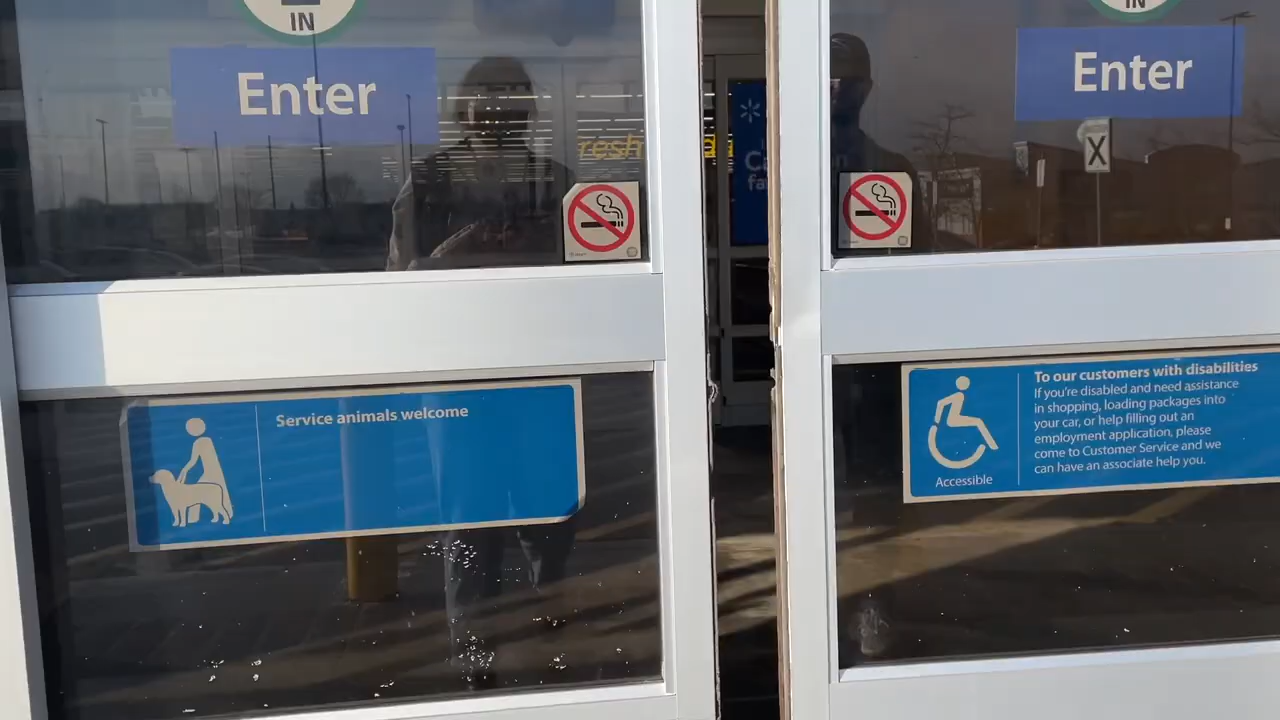 IN
Enter
resh
IN
Enter
X
Service animals welcome
Accessible
To our customers with disabilities
If you're disabled and need assistance
in shopping, loading packages into
your car, or help filling out an
employment application, please
come to Customer Service and we
can have an associate help you.